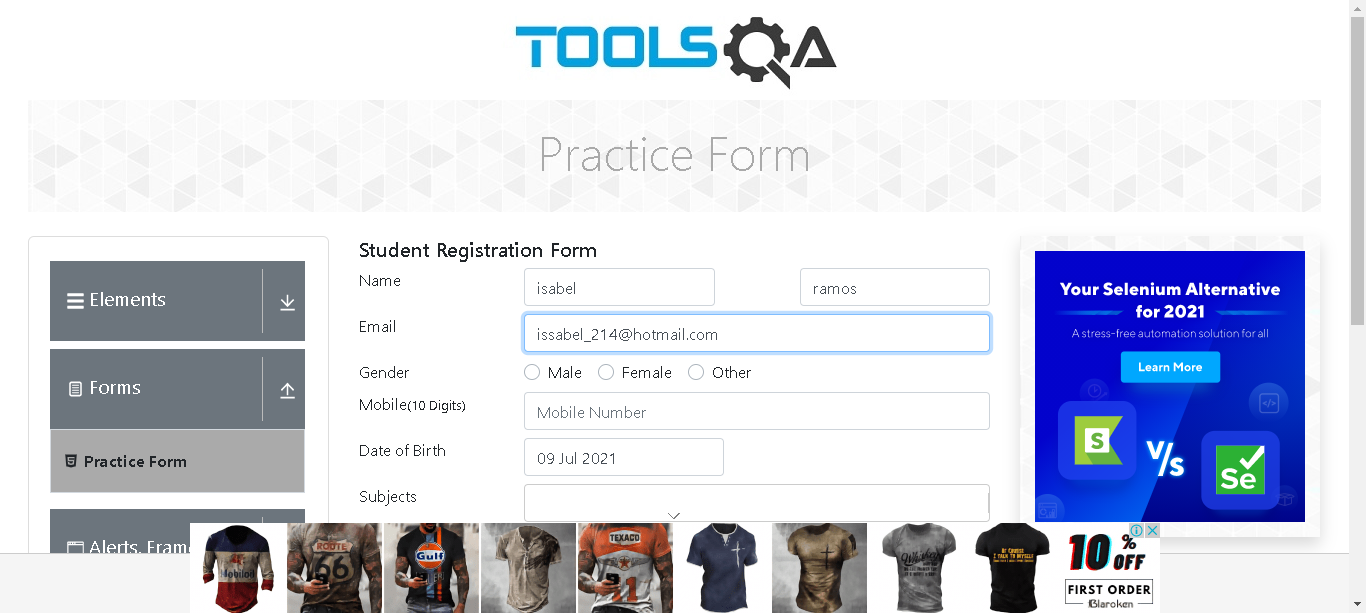 TOOLSQA
Practice Form
Elements
Forms
Practice Form
Alerts, Frame
Student Registration Form
Name
isabel
ramos
Email
issabel_214@hotmail.com
Gender
Male
Female
Other
Mobile(10 Digits)
Mobile Number
Date of Birth
09 Jul 2021
Subjects
Your Selenium Alternative
for 2021
A stress-free automation solution for all
Learn More
S
V/s
Se
ROUTE
66
Gulf
TEXACO
10 %
OFF
FIRST ORDER
Blaroken